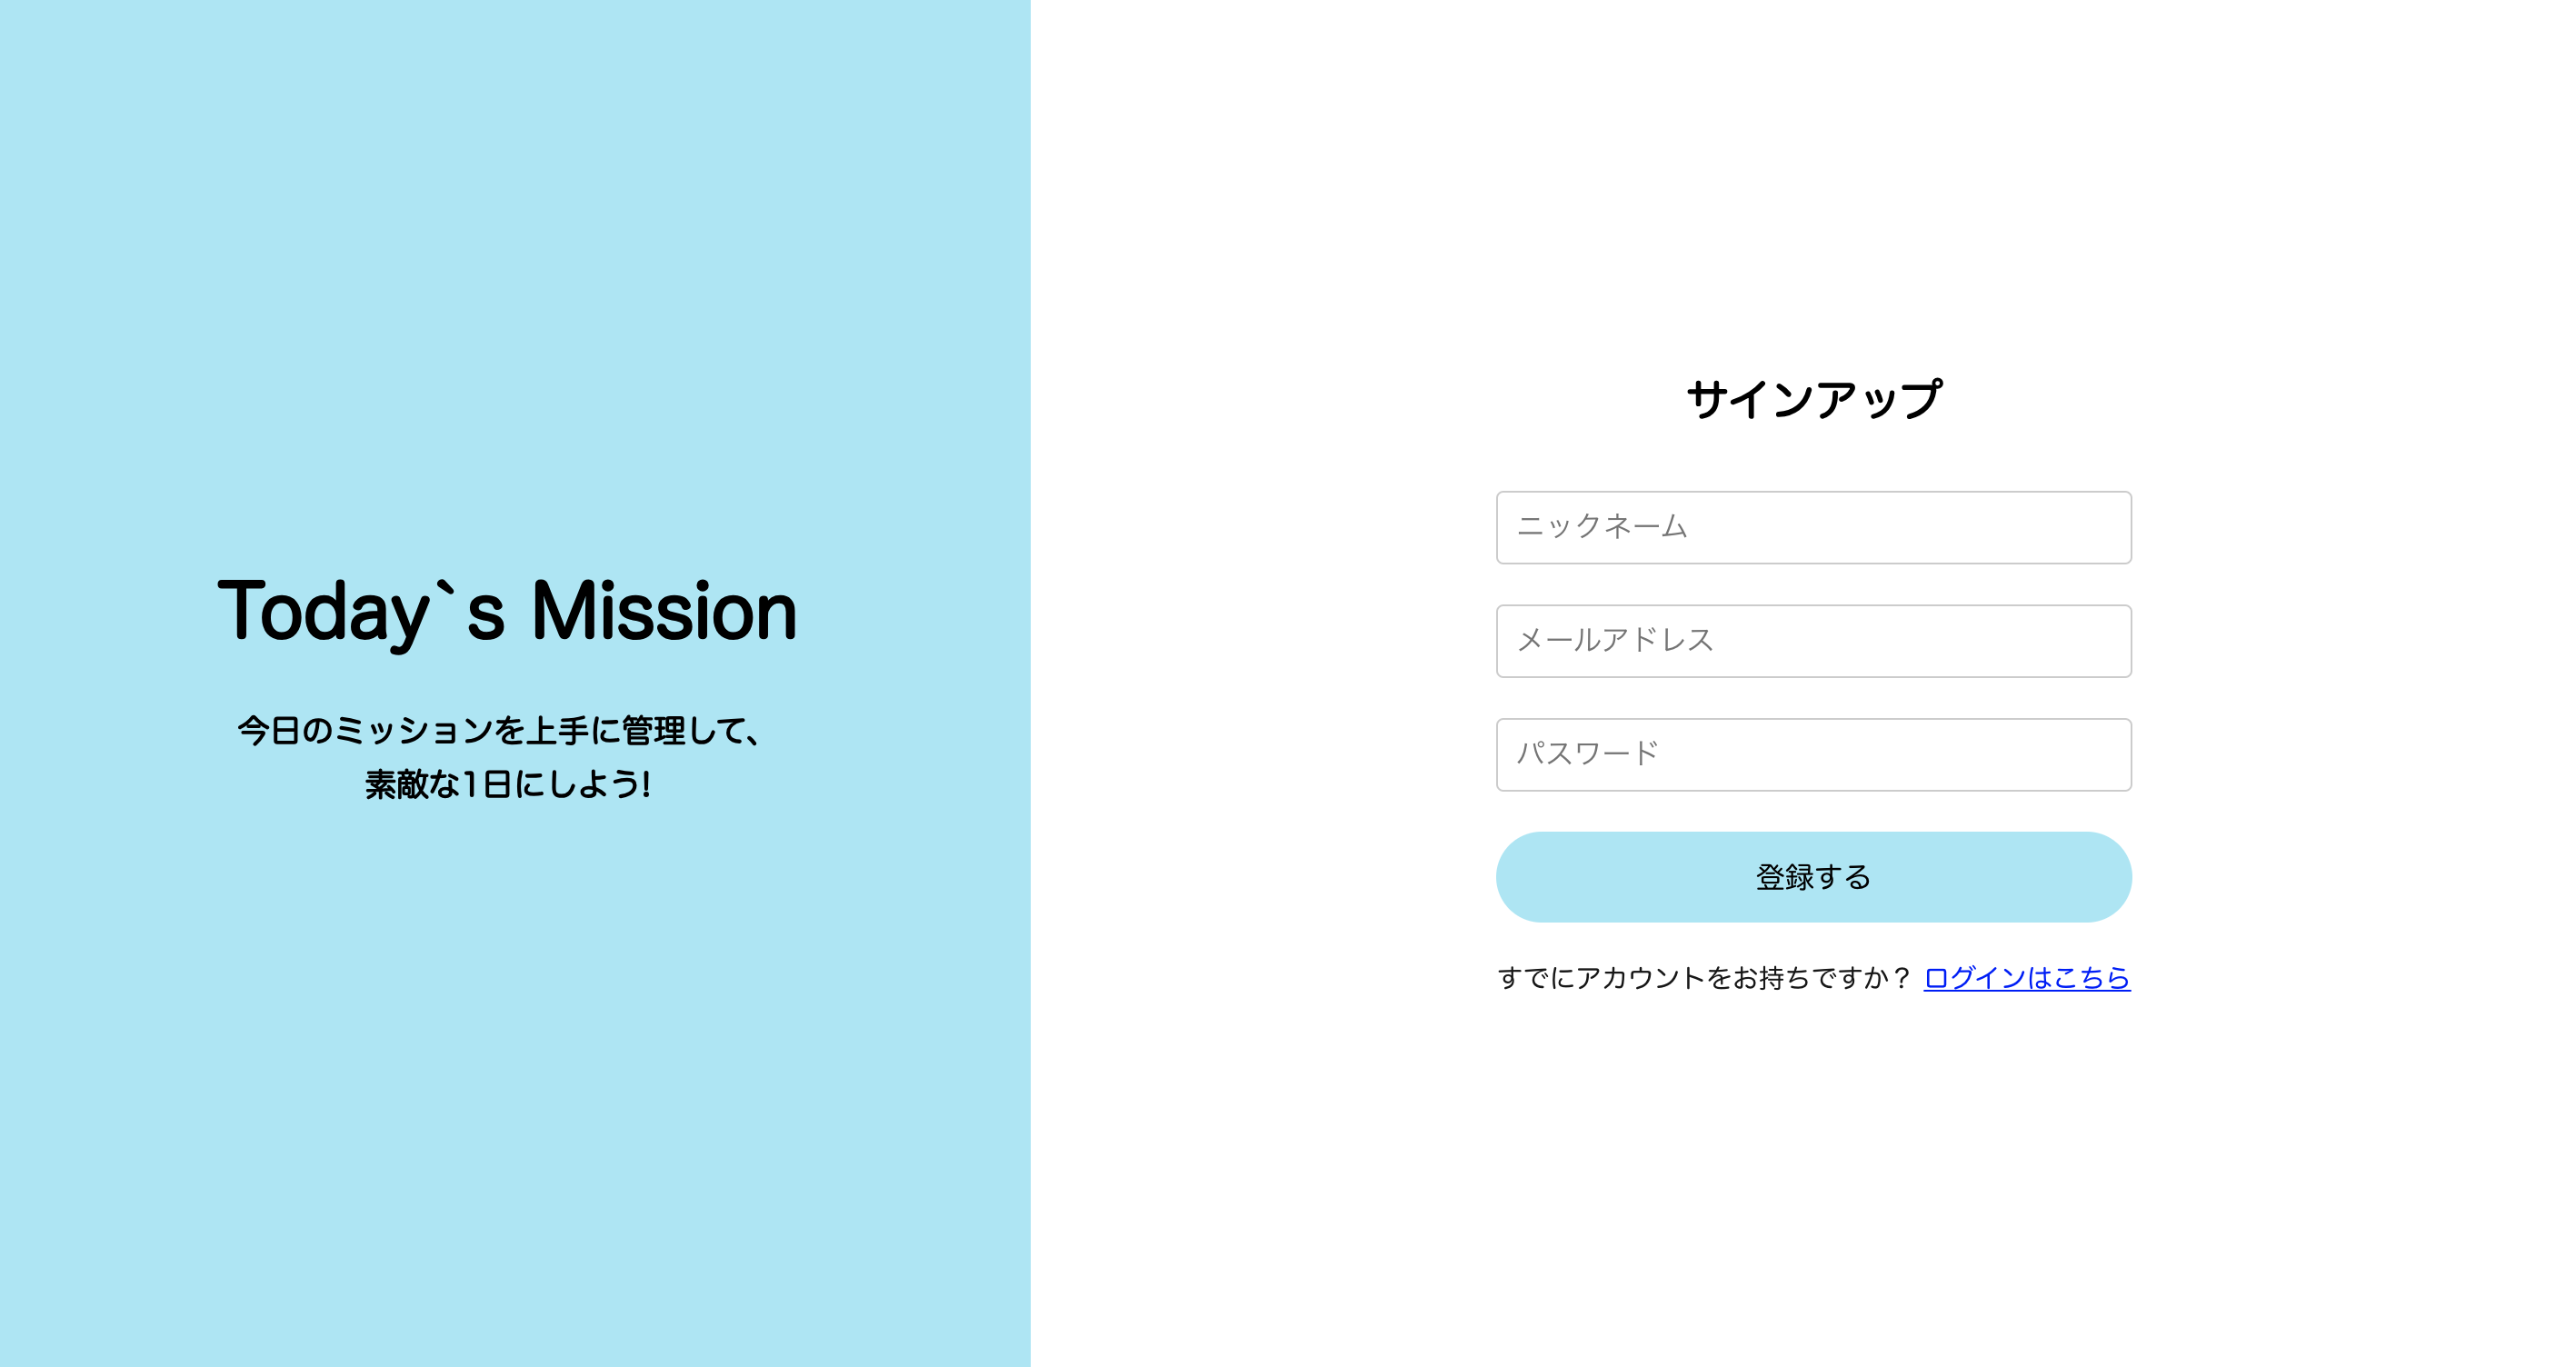 Today`s Mission
今日のミッションを上手に管理して、
素敵な1日にしよう!
サインアップ
ニックネーム
メールアドレス
パスワード
登録する
すでにアカウントをお持ちですか？ ログインはこちら